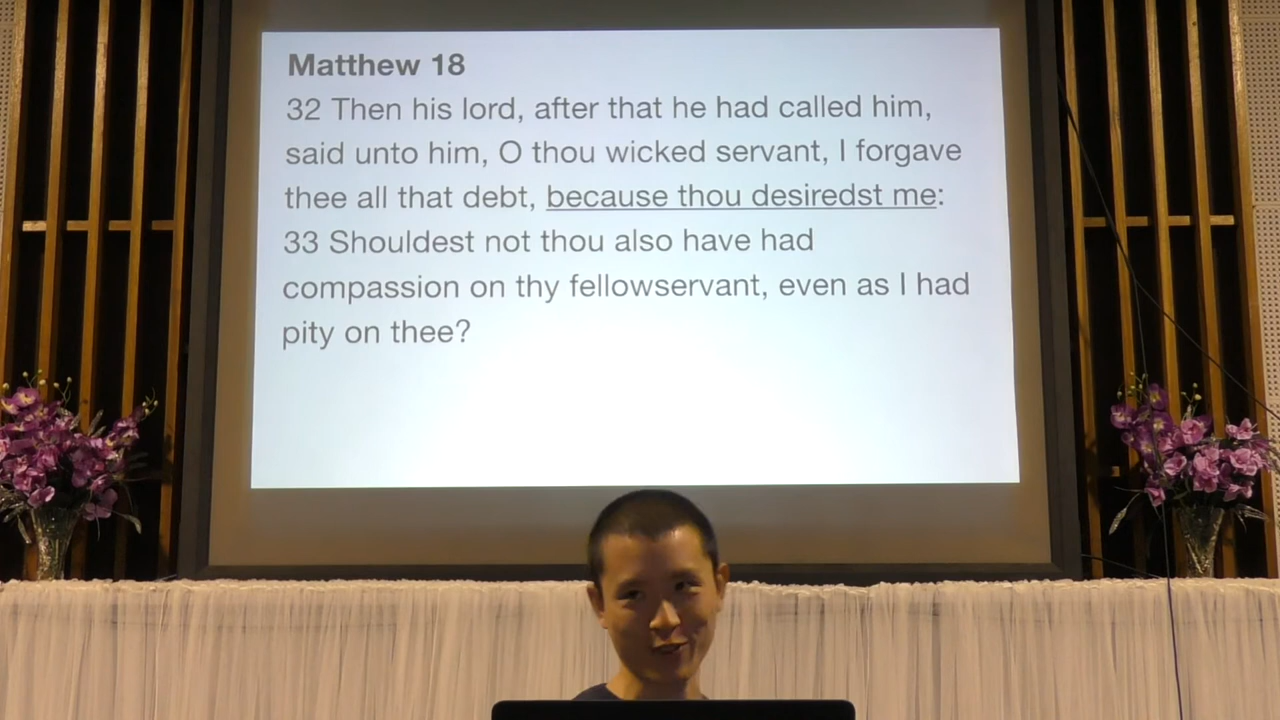 Matthew 18
32 Then his lord, after that he had called him,
said unto him, O thou wicked servant, I forgave
thee all that debt, because thou desiredst me:
33 Shouldest not thou also have had
compassion on thy fellowservant, even as I had
pity on thee?